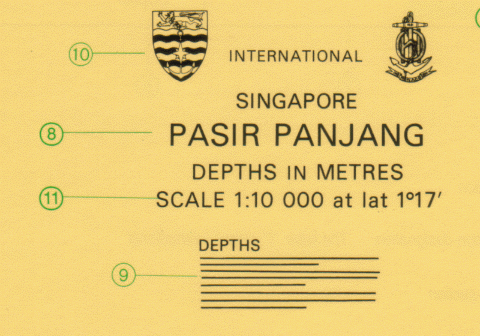 ⑩ INTERNATIONAL
SINGAPORE
⑧ PASIR PANJANG
DEPTHS IN METRES
⑪ SCALE 1:10 000 at lat 1°17′
DEPTHS
⑨